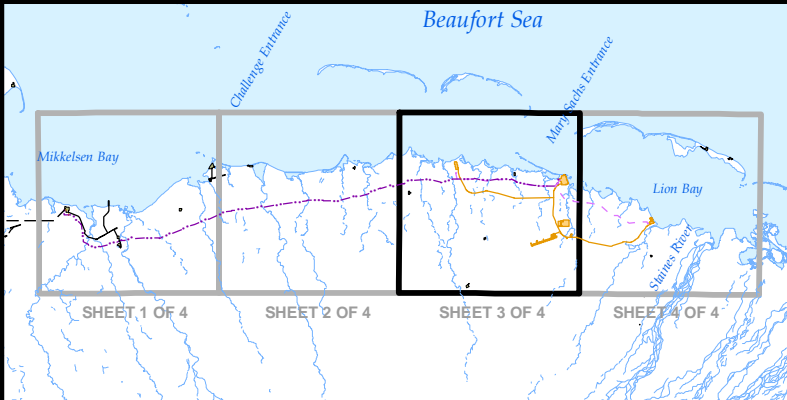 Beaufort Sea
Challenge Entrance
Mary Sachs Entrance
Mikkelsen Bay
Lion Bay
Staines River
SHEET 1 OF 4
SHEET 2 OF 4
SHEET 3 OF 4
SHEET 4 OF 4